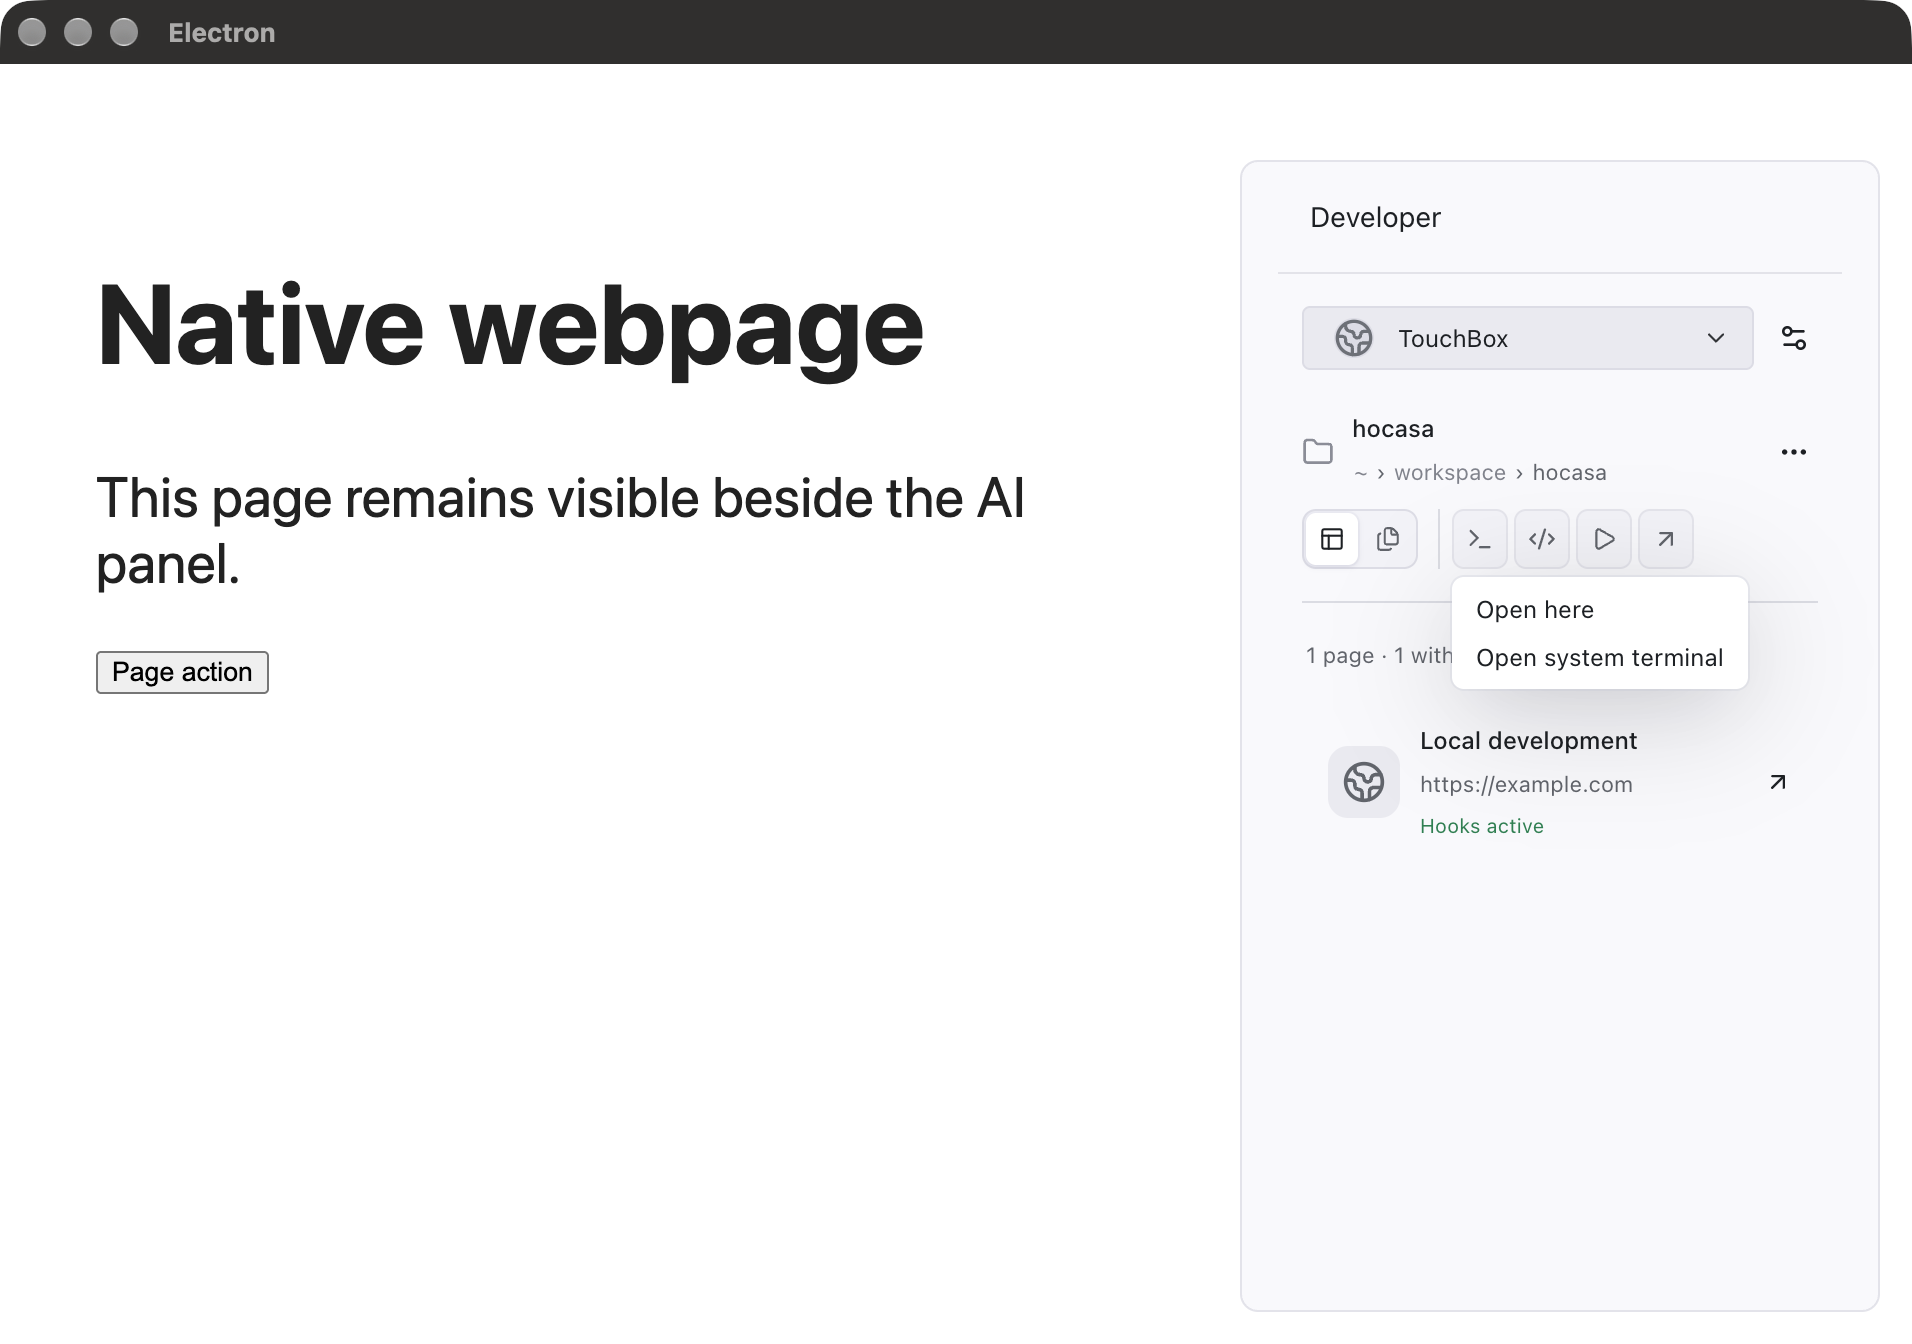 Electron
Native webpage
This page remains visible beside the AI
panel.
Page action
Developer
TouchBox
hocasa
~ › workspace › hocasa
Open here
Open system terminal
1 page · 1 with
Local development
https://example.com
Hooks active